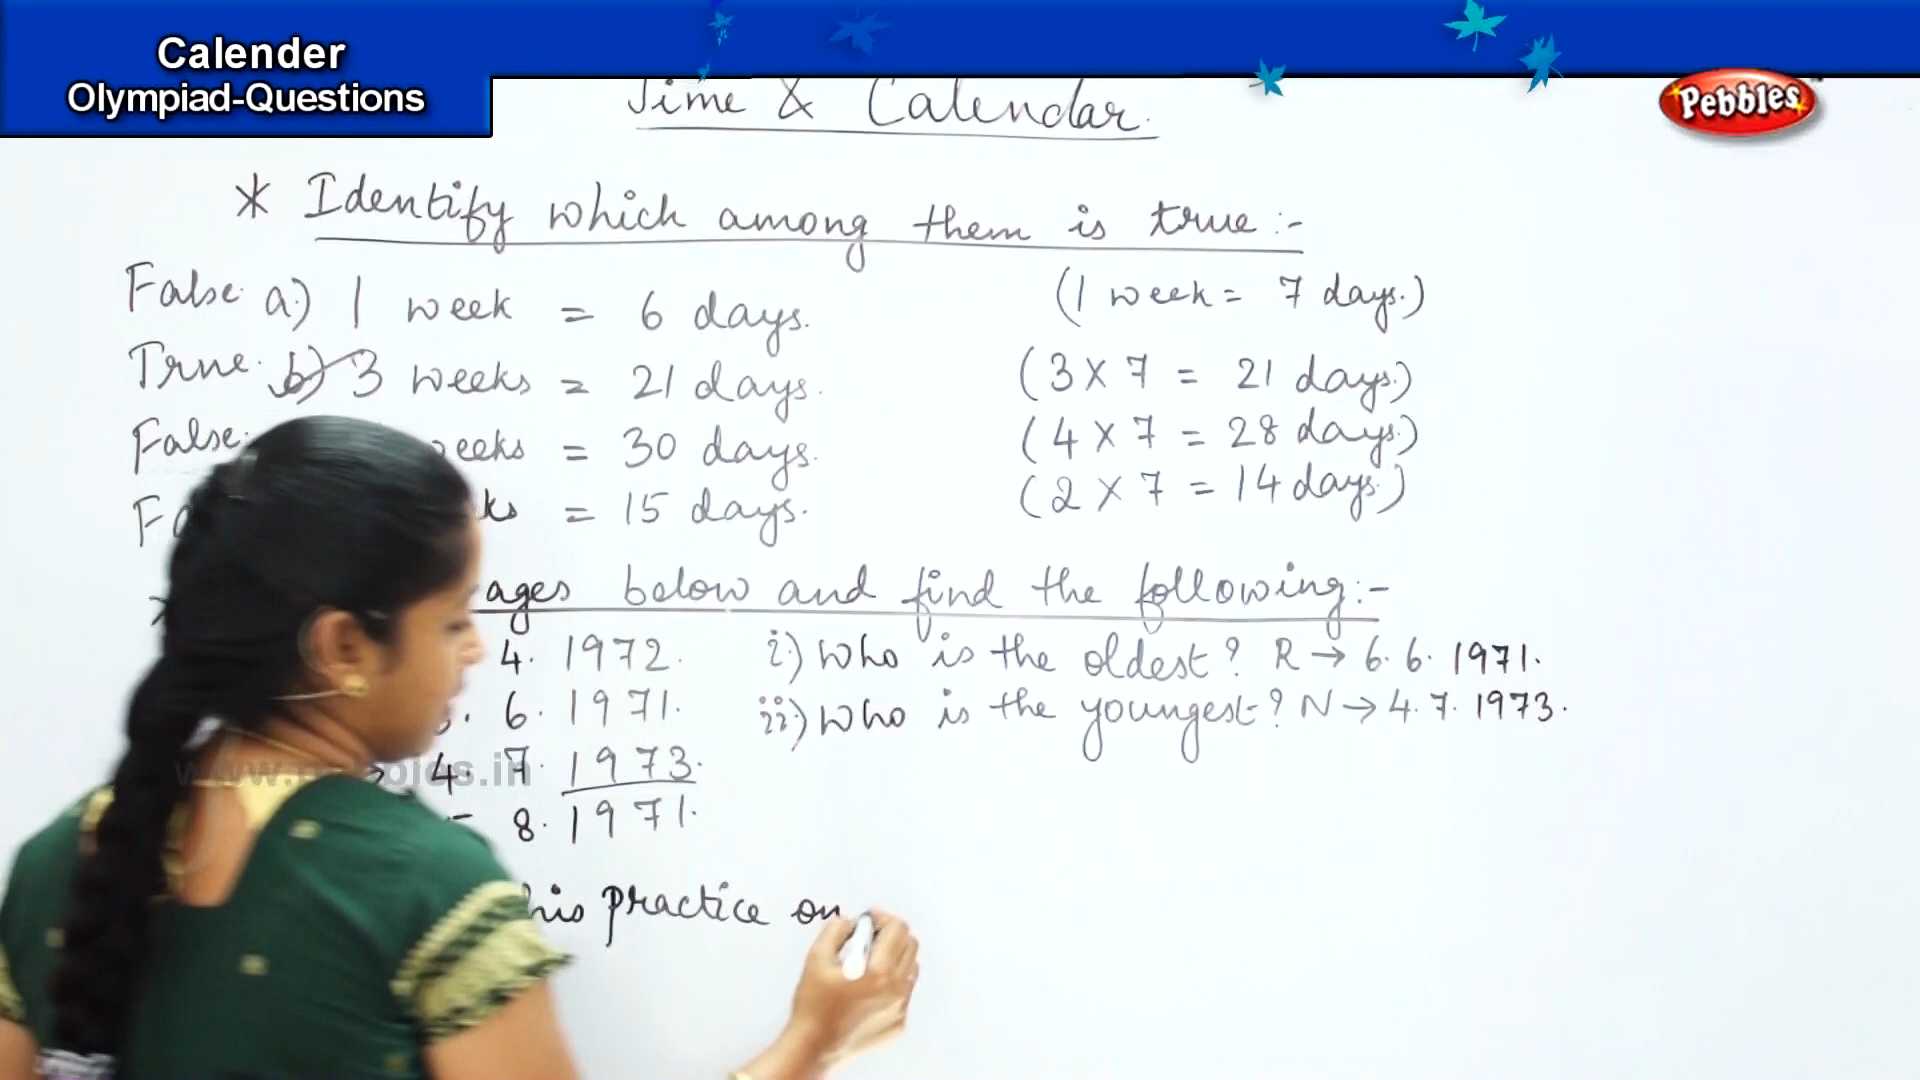 Calender
Olympiad-Questions
Pebbles
Time & Calendar.
* Identify which among them is true:-
False. a.) 1 week = 6 days. (1 week = 7 days.)
True. b) 3 weeks = 21 days. (3 X 7 = 21 days.)
False. = 30 days. (4 X 7 = 28 days.)
= 15 days. (2 X 7 = 14 days.)
ages below and find the following:-
4. 1972. i.) Who is the oldest? R → 6. 6. 1971.
6. 1971. ii) Who is the youngest? N → 4. 7. 1973.
4. 7. 1973.
8. 1971.
practice on